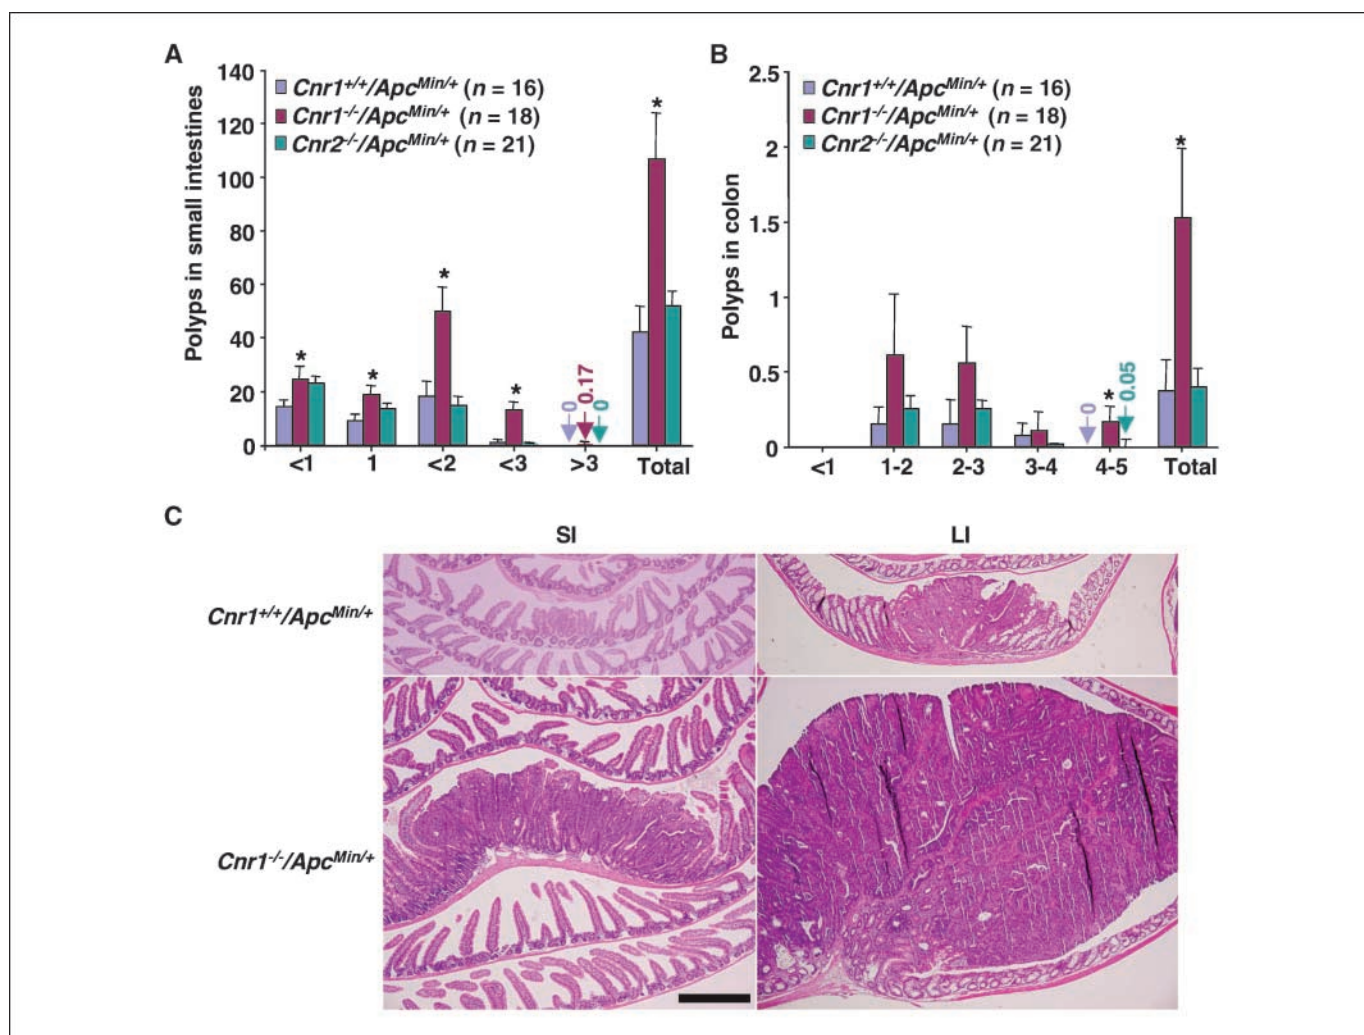 A
Polyps in small intestines
140
120
100
80
60
40
20
0
Cnr1+/+/ApcMin/+ (n = 16)
Cnr1-/-/ApcMin/+ (n = 18)
Cnr2-/-/ApcMin/+ (n = 21)
*
*
*
*
*
0
0.17
0
<1
1
<2
<3
>3
Total
B
Polyps in colon
2.5
2
1.5
1
0.5
0
Cnr1+/+/ApcMin/+ (n = 16)
Cnr1-/-/ApcMin/+ (n = 18)
Cnr2-/-/ApcMin/+ (n = 21)
*
*
0
0.05
<1
1-2
2-3
3-4
4-5
Total
C
SI
LI
Cnr1+/+/ApcMin/+
Cnr1-/-/ApcMin/+